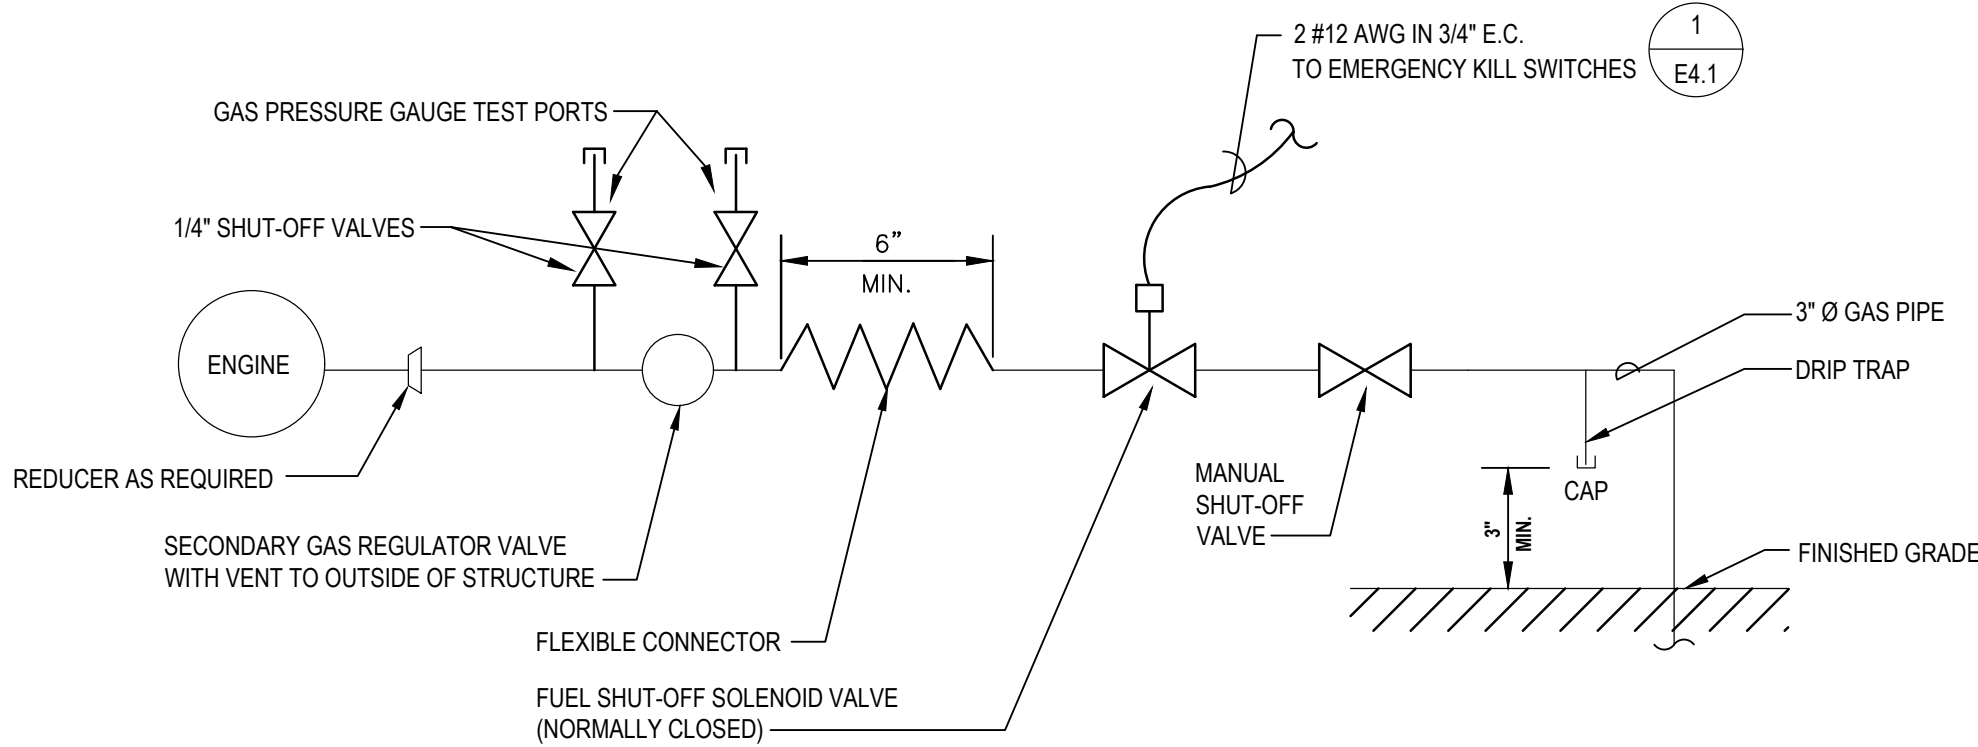 2 #12 AWG IN 3/4" E.C.
TO EMERGENCY KILL SWITCHES
1
E4.1
GAS PRESSURE GAUGE TEST PORTS
1/4" SHUT-OFF VALVES
6"
MIN.
3" Ø GAS PIPE
ENGINE
DRIP TRAP
REDUCER AS REQUIRED
MANUAL
SHUT-OFF
VALVE
CAP
3"
MIN.
SECONDARY GAS REGULATOR VALVE
WITH VENT TO OUTSIDE OF STRUCTURE
FINISHED GRADE
FLEXIBLE CONNECTOR
FUEL SHUT-OFF SOLENOID VALVE
(NORMALLY CLOSED)